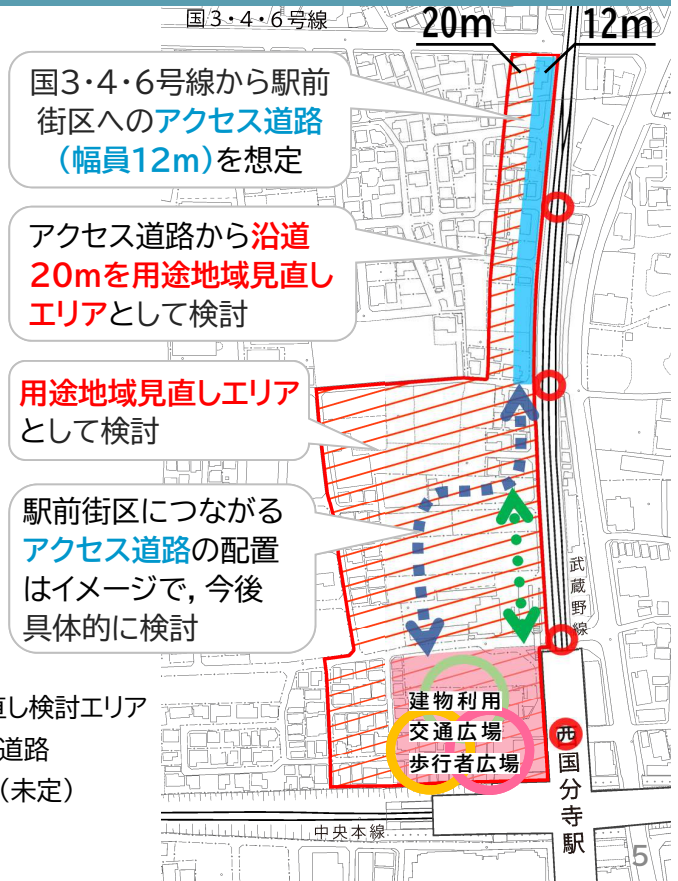 国3・4・6号線
20m
12m
国3・4・6号線から駅前
街区へのアクセス道路
（幅員12m）を想定
アクセス道路から沿道
20mを用途地域見直し
エリアとして検討
用途地域見直しエリア
として検討
駅前街区につながる
アクセス道路の配置
はイメージで，今後
具体的に検討
武蔵野線
直し検討エリア
道路
（未定）
建物利用
交通広場
歩行者広場
西国分寺駅
中央本線
5